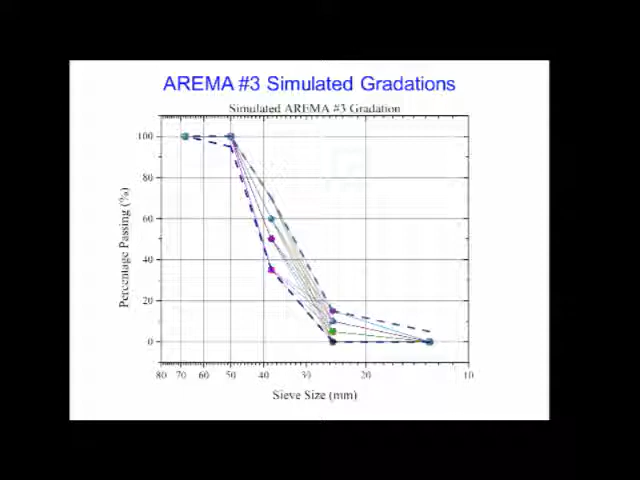 AREMA #3 Simulated Gradations
Simulated AREMA #3 Gradation
100
80
60
40
20
0
Percentage Passing (%)
80 70 60 50 40 30 20 10
Sieve Size (mm)